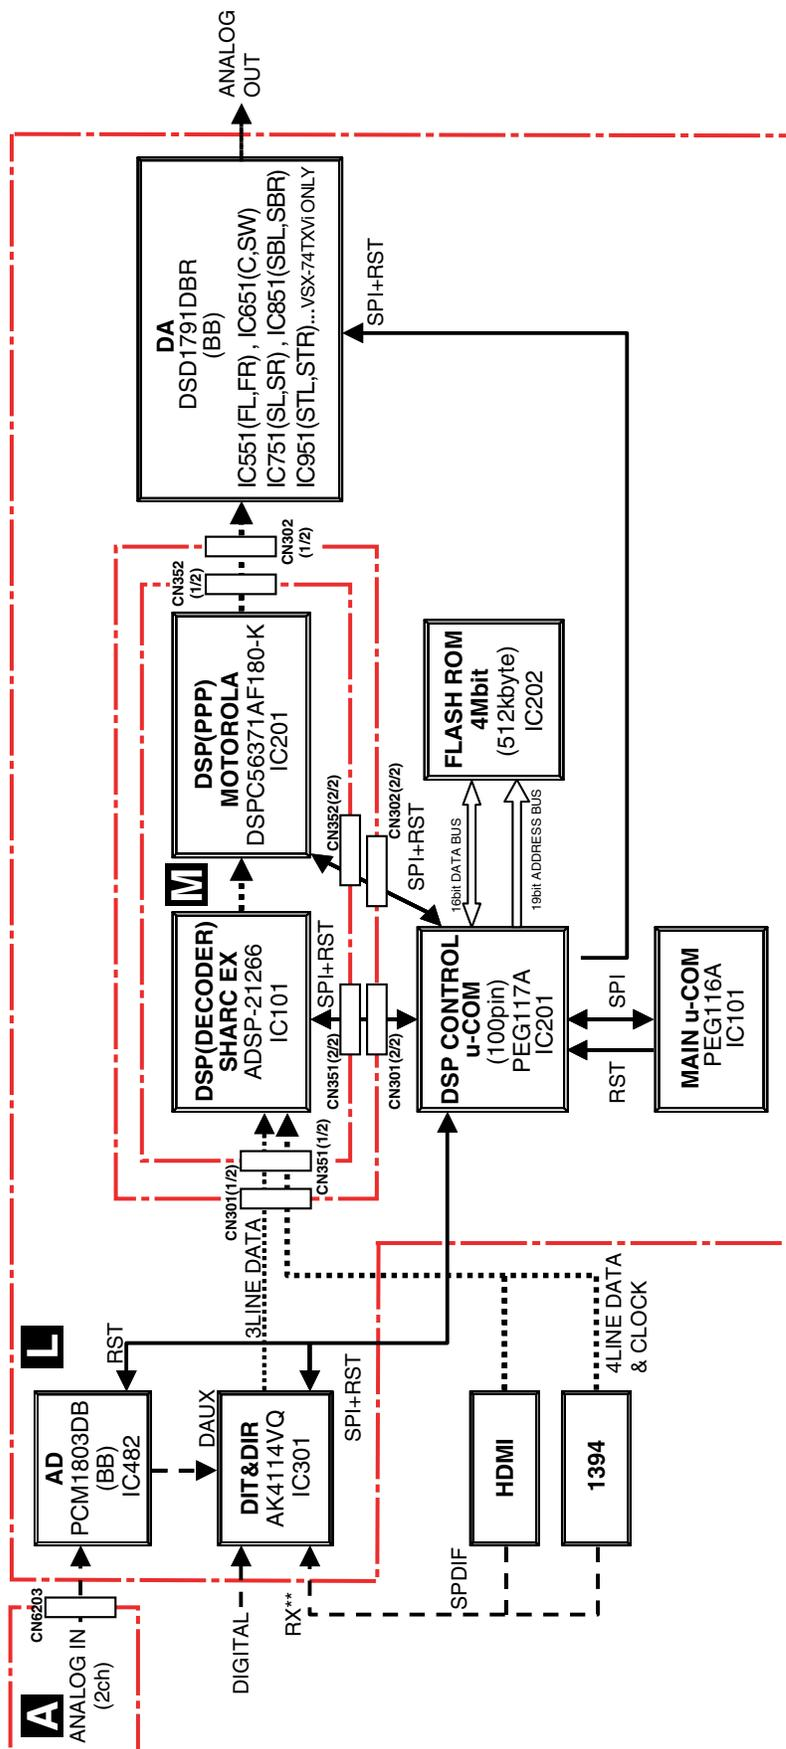 A
ANALOG IN
(2ch)
CN6203
L
AD
PCM1803DB
(BB)
IC482
RST
DAUX
DIGITAL
RX**
DIT&DIR
AK4114VQ
IC301
3LINE DATA
SPI+RST
SPDIF
HDMI
1394
4LINE DATA
& CLOCK
CN301(1/2)
CN351(1/2)
M
DSP(DECODER)
SHARC EX
ADSP-21266
IC101
SPI+RST
CN351(2/2)
CN301(2/2)
DSP(PPP)
MOTOROLA
DSPC56371AF180-K
IC201
CN352
(1/2)
CN302
(1/2)
CN352(2/2)
CN302(2/2)
SPI+RST
DSP CONTROL
u-COM
(100pin)
PEG117A
IC201
16bit DATA BUS
19bit ADDRESS BUS
FLASH ROM
4Mbit
(512kbyte)
IC202
RST
SPI
MAIN u-COM
PEG116A
IC101
DA
DSD1791DBR
(BB)
IC551(FL,FR) , IC651(C,SW)
IC751(SL,SR) , IC851(SBL,SBR)
IC951(STL,STR)...VSX-74TXVi ONLY
SPI+RST
ANALOG
OUT